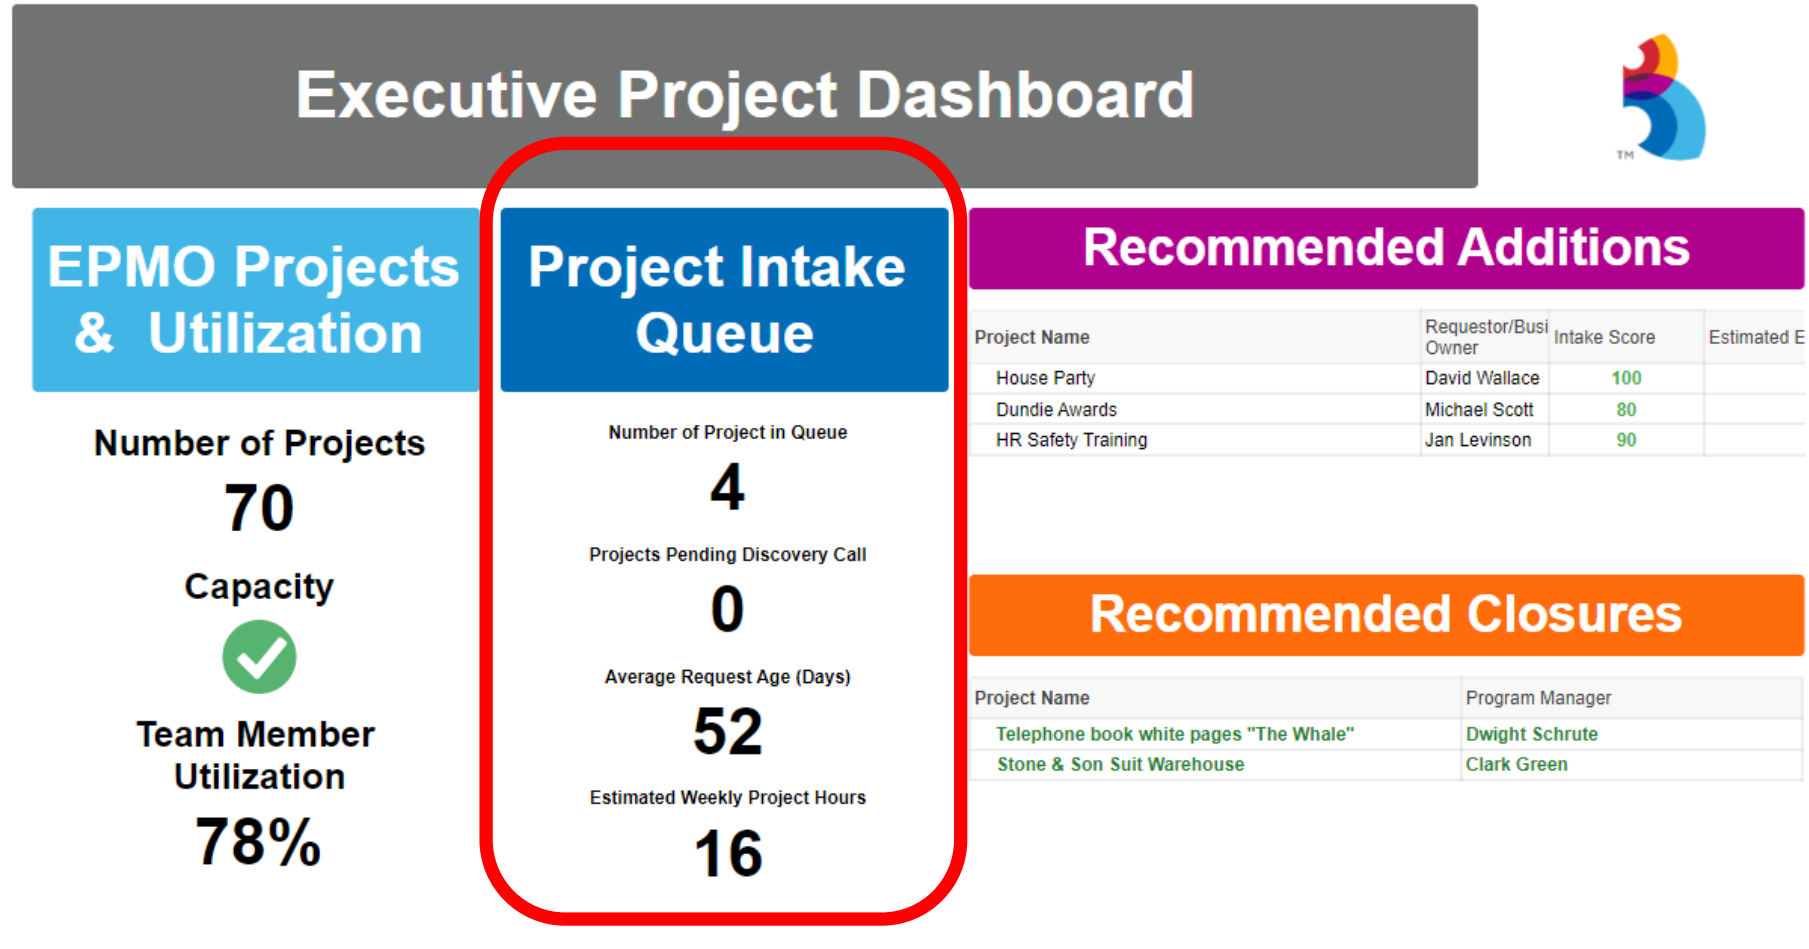 Executive Project Dashboard
TM
EPMO Projects
& Utilization
Number of Projects
70
Capacity
Team Member
Utilization
78%
Project Intake
Queue
Number of Project in Queue
4
Projects Pending Discovery Call
0
Average Request Age (Days)
52
Estimated Weekly Project Hours
16
Recommended Additions
Project Name Requestor/Busi Owner Intake Score Estimated E
House Party David Wallace 100
Dundie Awards Michael Scott 80
HR Safety Training Jan Levinson 90
Recommended Closures
Project Name Program Manager
Telephone book white pages "The Whale" Dwight Schrute
Stone & Son Suit Warehouse Clark Green